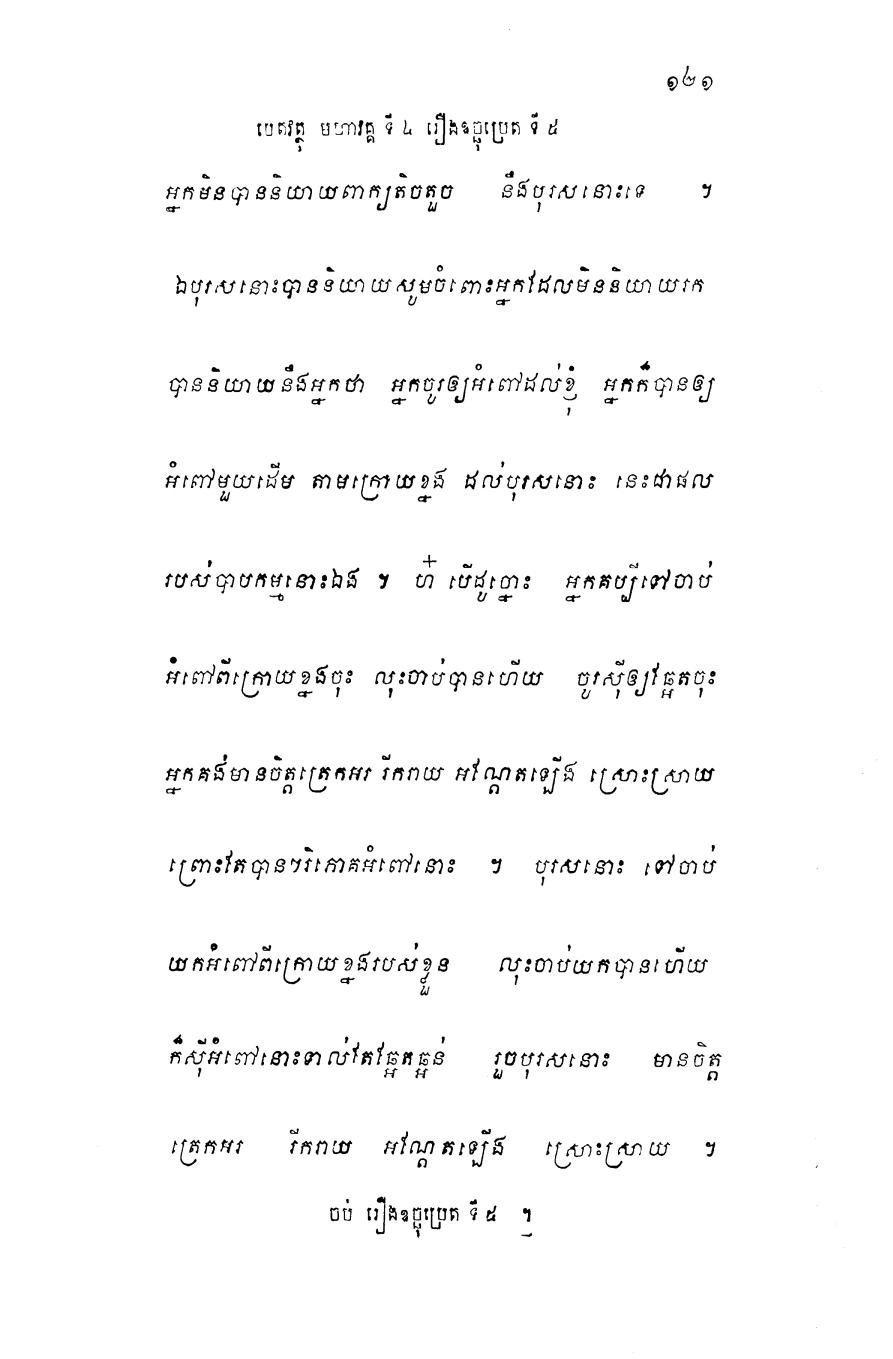 ១២១
បេតវត្ថុ មហាវគ្គ ទី ៤ រឿងឧច្ឆុប្រេត ទី ៥
អ្នកមិនបាននិយាយពាក្យតិចតួច នឹងបុរសនោះទេ ។
ឯបុរសនោះបាននិយាយសូមចំពោះអ្នកដែលមិននិយាយរក
បាននិយាយនឹងអ្នកថា អ្នកចូរឲ្យអំពៅដល់ខ្ញុំ អ្នកក៏បានឲ្យ
អំពៅមួយដើម តាមក្រោយខ្នង ដល់បុរសនោះ នេះជាផល
របស់បាបកម្មនោះឯង ។ ហ៎ បើដូច្នោះ អ្នកគប្បីទៅចាប់
អំពៅពីក្រោយខ្នងចុះ លុះចាប់បានហើយ ចូរស៊ីឲ្យឆ្អែតចុះ
អ្នកគង់មានចិត្តត្រេកអរ រីករាយ អណ្តែតឡើង ស្រោះស្រាយ
ព្រោះតែបានបរិភោគអំពៅនោះ ។ បុរសនោះ ទៅចាប់
យកអំពៅពីក្រោយខ្នងរបស់ខ្លួន លុះចាប់យកបានហើយ
ក៏ស៊ីអំពៅនោះទាល់តែឆ្អែតឆ្អន់ រួចបុរសនោះ មានចិត្ត
ត្រេកអរ រីករាយ អណ្តែតឡើង ស្រោះស្រាយ ។
ចប់ រឿងឧច្ឆុប្រេត ទី ៥ ៕